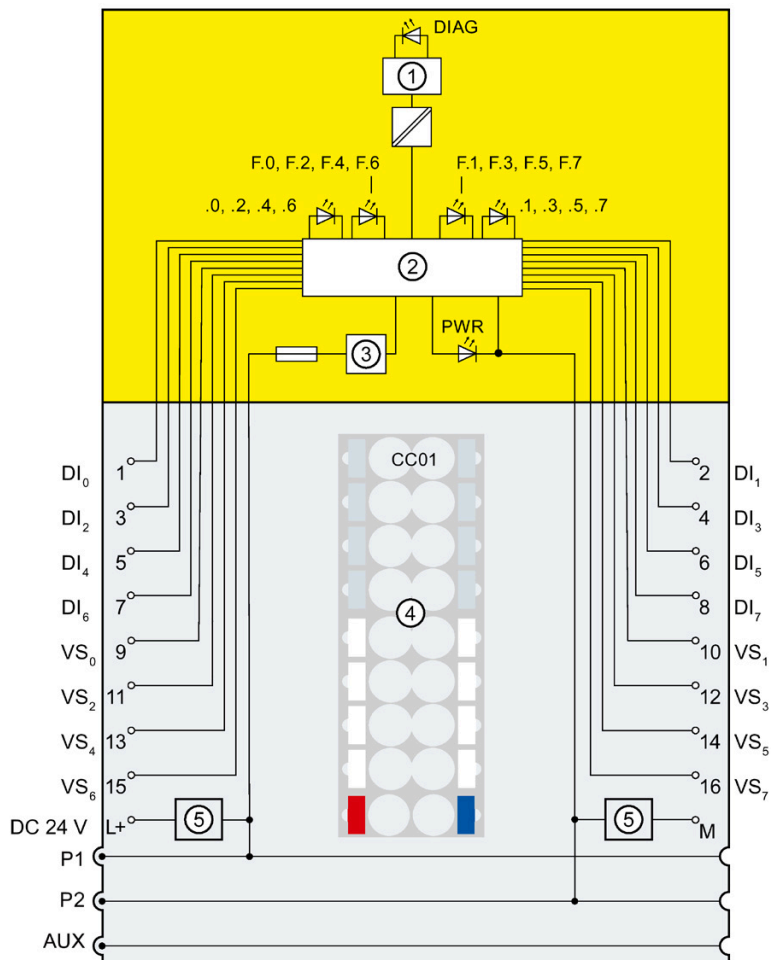 DIAG
1
F.0, F.2, F.4, F.6 F.1, F.3, F.5, F.7
.0, .2, .4, .6 .1, .3, .5, .7
2
PWR
3
CC01
DI₀ 1 2 DI₁
DI₂ 3 4 DI₃
DI₄ 5 6 DI₅
DI₆ 7 8 DI₇
4
VS₀ 9 10 VS₁
VS₂ 11 12 VS₃
VS₄ 13 14 VS₅
VS₆ 15 16 VS₇
DC 24 V L+ 5 5 M
P1
P2
AUX